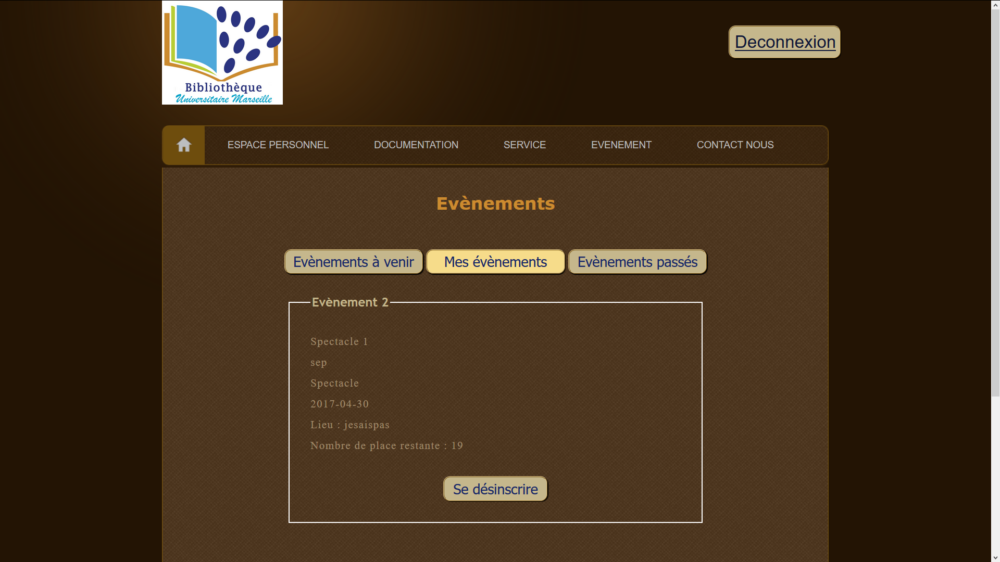 Bibliothèque
Universitaire Marseille
Deconnexion
ESPACE PERSONNEL DOCUMENTATION SERVICE EVENEMENT CONTACT NOUS
Evènements
Evènements à venir Mes évènements Evènements passés
Evènement 2
Spectacle 1
sep
Spectacle
2017-04-30
Lieu : jesaispas
Nombre de place restante : 19
Se désinscrire